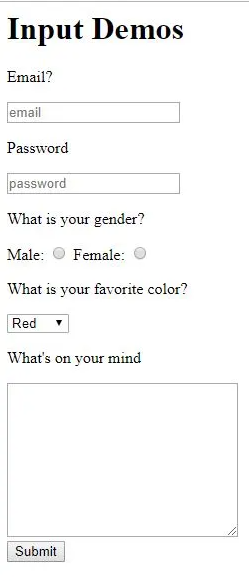 Input Demos
Email?
email
Password
password
What is your gender?
Male: Female:
What is your favorite color?
Red
What's on your mind
Submit